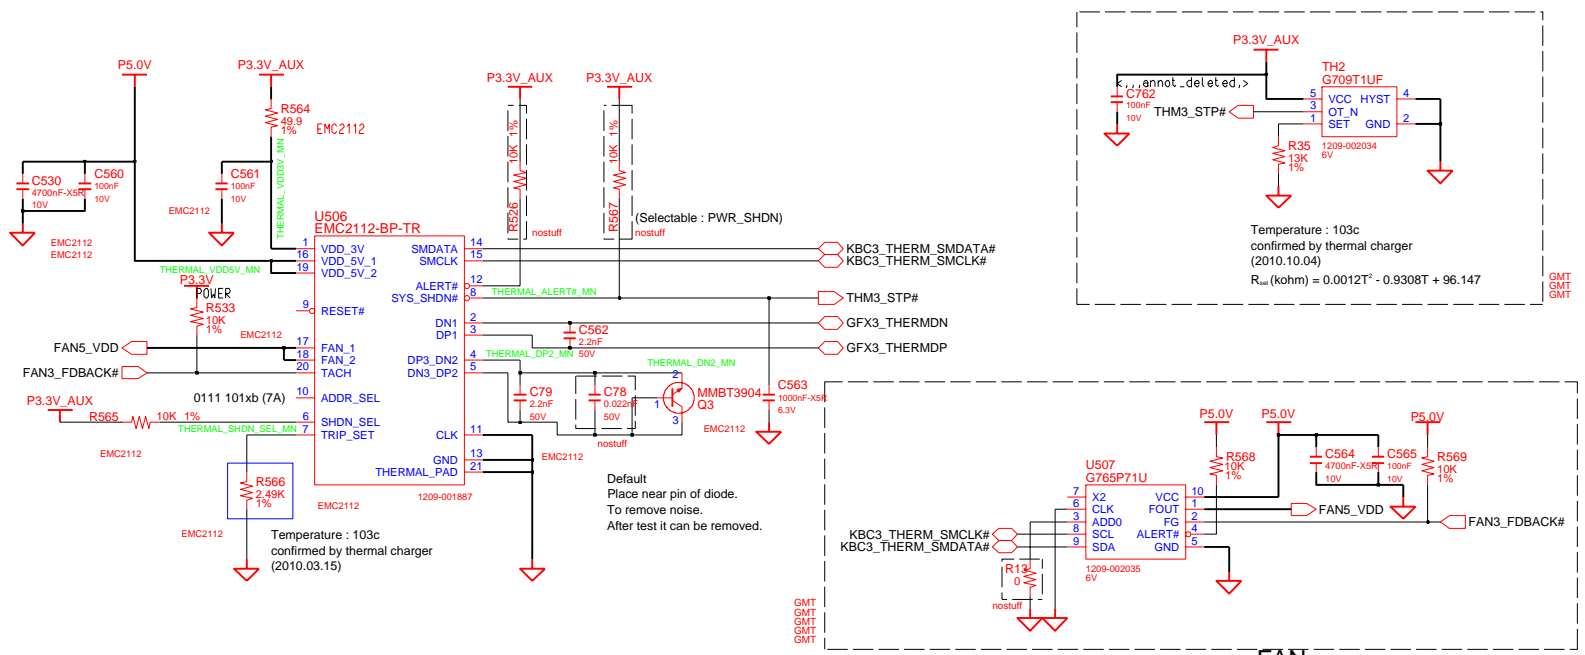 P5.0V
P3.3V_AUX
R564
49.9
1%
EMC2112
THERMAL_VDD3V_MN
C530
4700nF-X5R
10V
C560
100nF
10V
C561
100nF
10V
EMC2112
EMC2112
EMC2112
U506
EMC2112-BP-TR
1 VDD_3V
16 VDD_5V_1
19 VDD_5V_2
9 RESET#
17 FAN_1
18 FAN_2
20 TACH
10 ADDR_SEL
6 SHDN_SEL
7 TRIP_SET
SMDATA 14
SMCLK 15
ALERT# 12
SYS_SHDN# 8
DN1 2
DP1 3
DP3_DN2 4
DN3_DP2 5
CLK 11
GND 13
THERMAL_PAD 21
1209-001887
THERMAL_VDD5V_MN
P3.3V
POWER
R533
10K
1%
EMC2112
FAN5_VDD
FAN3_FDBACK#
0111 101xb (7A)
P3.3V_AUX
R565
10K 1%
THERMAL_SHDN_SEL_MN
EMC2112
R566
2.49K
1%
EMC2112
EMC2112
Temperature : 103c
confirmed by thermal charger
(2010.03.15)
P3.3V_AUX
P3.3V_AUX
10K 1%
R526
nostuff
10K 1%
R567
nostuff
(Selectable : PWR_SHDN)
KBC3_THERM_SMDATA#
KBC3_THERM_SMCLK#
THERMAL_ALERT#_MN
THM3_STP#
GFX3_THERMDN
GFX3_THERMDP
C562
2.2nF
50V
THERMAL_DP2_MN
THERMAL_DN2_MN
C79
2.2nF
50V
C78
0.022nF
50V
nostuff
2
1
3
MMBT3904
Q3
EMC2112
C563
1000nF-X5R
6.3V
EMC2112
Default
Place near pin of diode.
To remove noise.
After test it can be removed.
P3.3V_AUX
<,,,annot_deleted,>
C762
100nF
10V
THM3_STP#
TH2
G709T1UF
5 VCC HYST 4
3 OT_N
1 SET GND 2
1209-002034
6V
R35
13K
1%
Temperature : 103c
confirmed by thermal charger
(2010.10.04)
Rset (kohm) = 0.0012T² - 0.9308T + 96.147
GMT
GMT
GMT
P5.0V
P5.0V
P5.0V
R568
10K
1%
C564
4700nF-X5R
10V
C565
100nF
10V
R569
10K
1%
U507
G765P71U
7 X2 VCC 10
6 CLK FOUT 1
3 ADD0 FG 2
8 SCL ALERT# 4
9 SDA GND 5
1209-002035
6V
KBC3_THERM_SMCLK#
KBC3_THERM_SMDATA#
FAN5_VDD
FAN3_FDBACK#
R13
0
nostuff
GMT
GMT
GMT
GMT
GMT
FAN